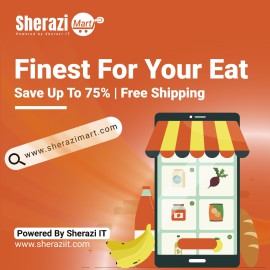 Sherazi Mart
Powered by Sherazi IT
Finest For Your Eat
Save Up To 75% | Free Shipping
www.sherazimart.com
Powered By Sherazi IT
www.sheraziit.com